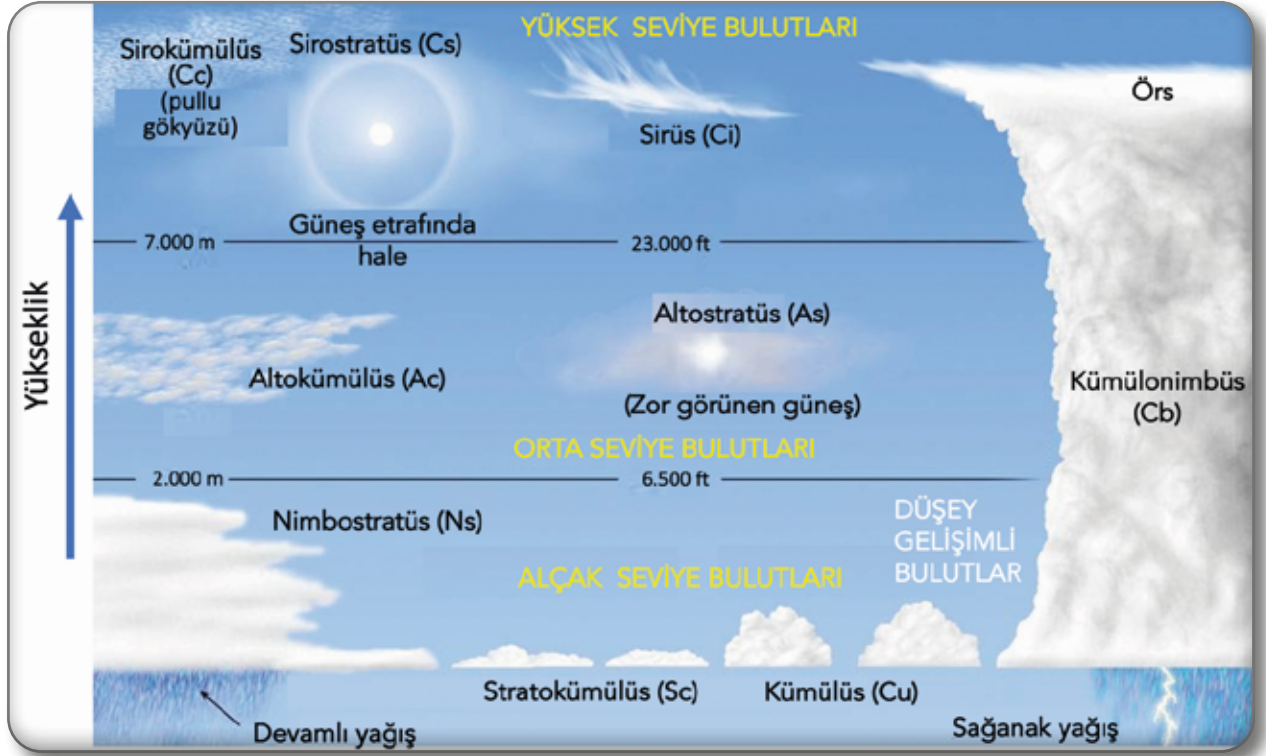 YÜKSEK SEVİYE BULUTLARI
Sirokümülüs
(Cc)
(pullu
gökyüzü)
Sirostratüs (Cs)
Örs
Sirüs (Ci)
Güneş etrafında
hale
7.000 m
23.000 ft
Yükseklik
Altostratüs (As)
Altokümülüs (Ac)
(Zor görünen güneş)
Kümülonimbüs
(Cb)
ORTA SEVİYE BULUTLARI
2.000 m
6.500 ft
Nimbostratüs (Ns)
DÜŞEY
GELİŞİMLİ
BULUTLAR
ALÇAK SEVİYE BULUTLARI
Stratokümülüs (Sc)
Kümülüs (Cu)
Devamlı yağış
Sağanak yağış